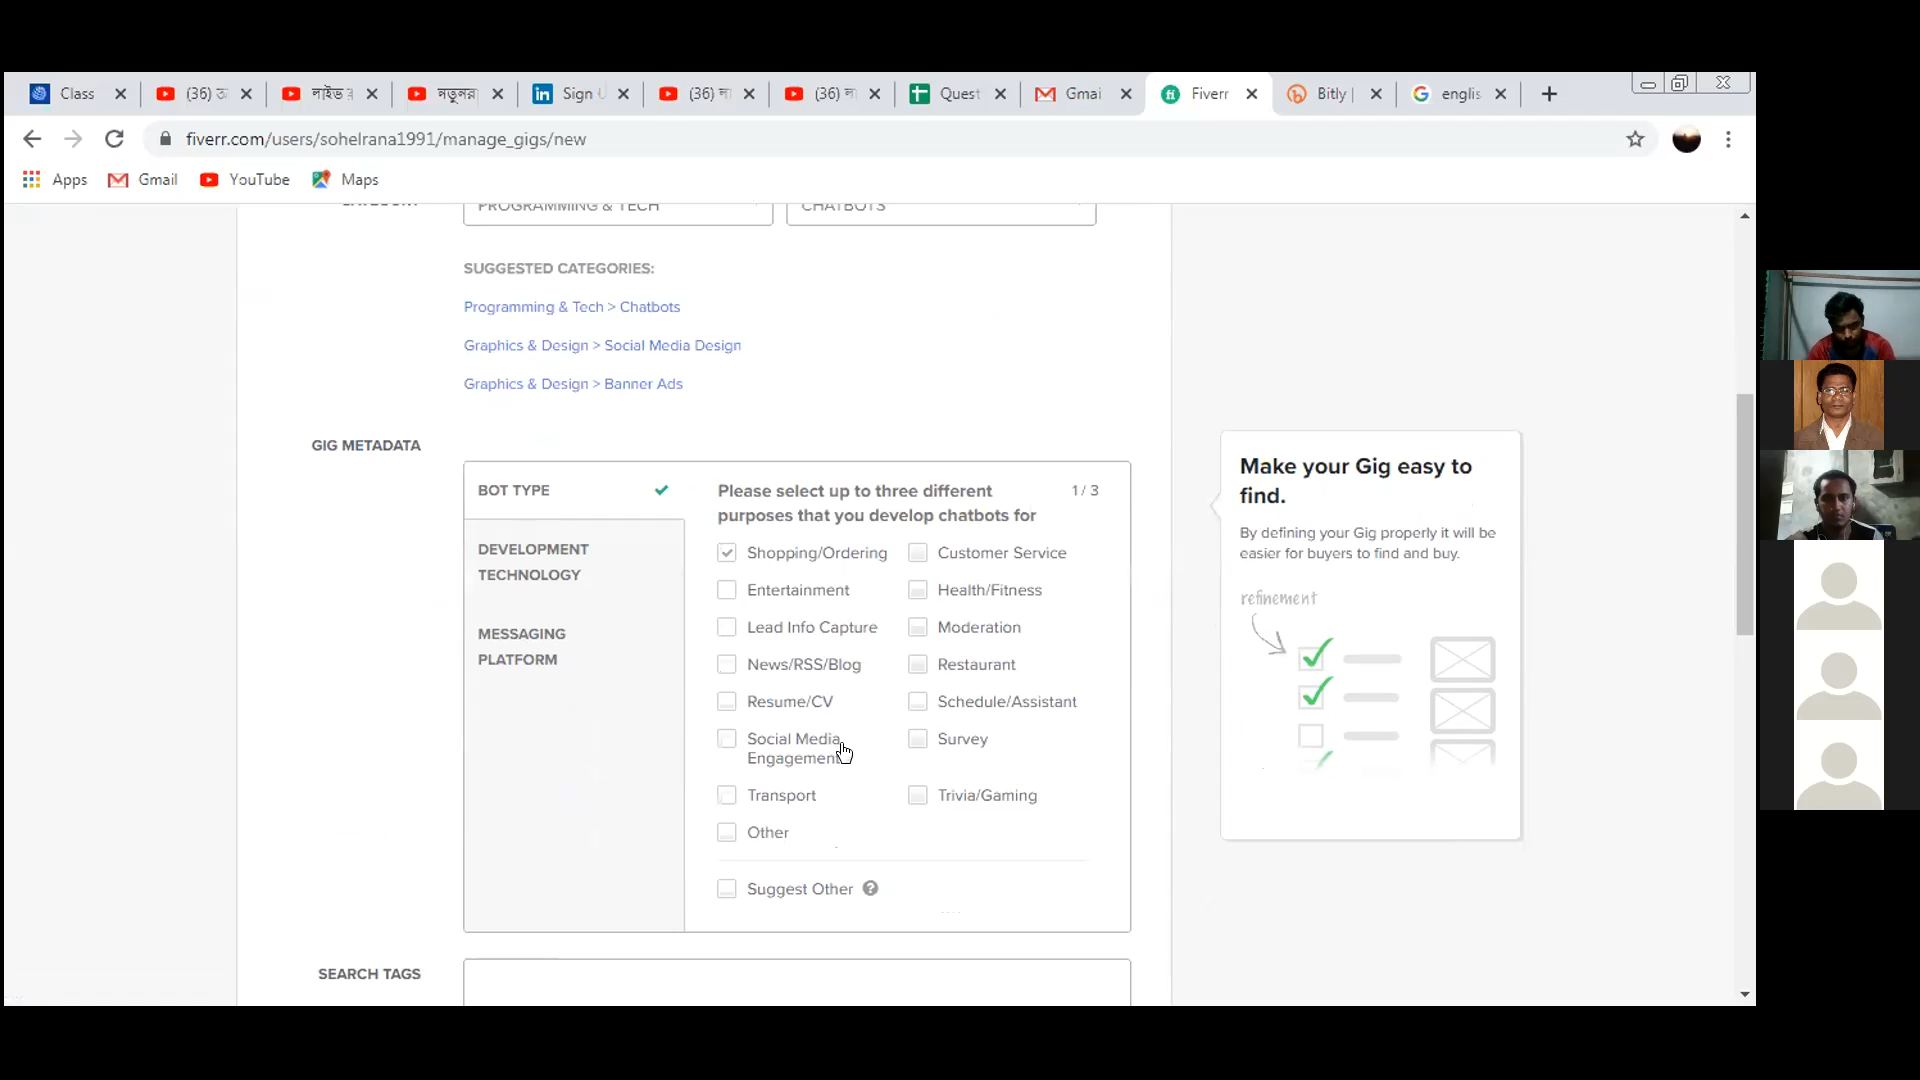 Class
(36)
লাইভ
নতুনর
Sign
(36)
(36)
Quest
Gmai
Fiverr
Bitly |
englis
fiverr.com/users/sohelrana1991/manage_gigs/new
Apps
Gmail
YouTube
Maps
CATEGORY
PROGRAMMING & TECH
CHATBOTS
SUGGESTED CATEGORIES:
Programming & Tech > Chatbots
Graphics & Design > Social Media Design
Graphics & Design > Banner Ads
GIG METADATA
BOT TYPE
DEVELOPMENT
TECHNOLOGY
MESSAGING
PLATFORM
Please select up to three different
purposes that you develop chatbots for
1 / 3
Shopping/Ordering
Customer Service
Entertainment
Health/Fitness
Lead Info Capture
Moderation
News/RSS/Blog
Restaurant
Resume/CV
Schedule/Assistant
Social Media
Engagement
Survey
Transport
Trivia/Gaming
Other
Suggest Other
SEARCH TAGS
Make your Gig easy to
find.
By defining your Gig properly it will be
easier for buyers to find and buy.
refinement